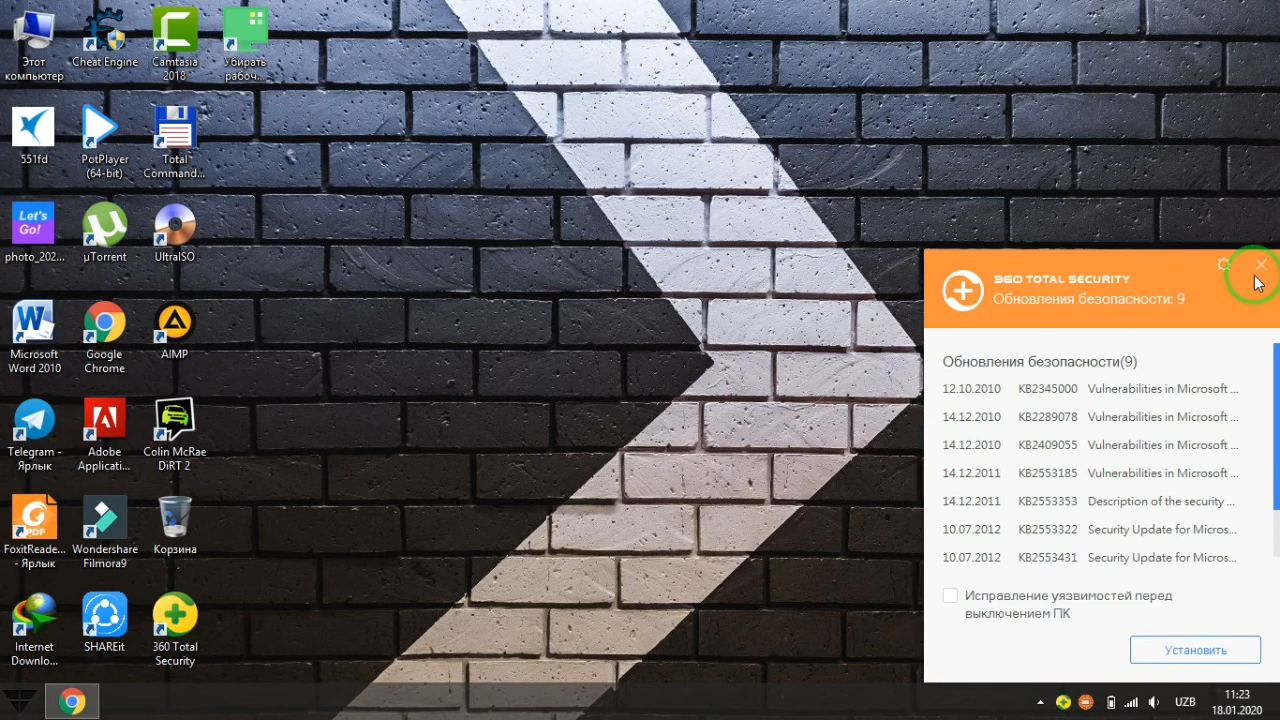 Этот
компьютер
Cheat Engine
Camtasia
2018
Убирать
рабоч...
551fd
PotPlayer
(64-bit)
Total
Command...
Let's
Go!
photo_202...
µTorrent
UltraISO
Microsoft
Word 2010
Google
Chrome
AIMP
Telegram -
Ярлык
Adobe
Applicati...
Colin McRae
DiRT 2
PDF
FoxitReade...
- Ярлык
Wondershare
Filmora9
Корзина
Internet
Downlo...
SHAREit
360 Total
Security
360 TOTAL SECURITY
Обновления безопасности: 9
Обновления безопасности(9)
12.10.2010 KB2345000 Vulnerabilities in Microsoft ...
14.12.2010 KB2289078 Vulnerabilities in Microsoft ...
14.12.2010 KB2409055 Vulnerabilities in Microsoft ...
14.12.2011 KB2553185 Vulnerabilities in Microsoft ...
14.12.2011 KB2553353 Description of the security ...
10.07.2012 KB2553322 Security Update for Micros...
10.07.2012 KB2553431 Security Update for Micros...
Исправление уязвимостей перед
выключением ПК
Установить
UZB
11:23
18.01.2020